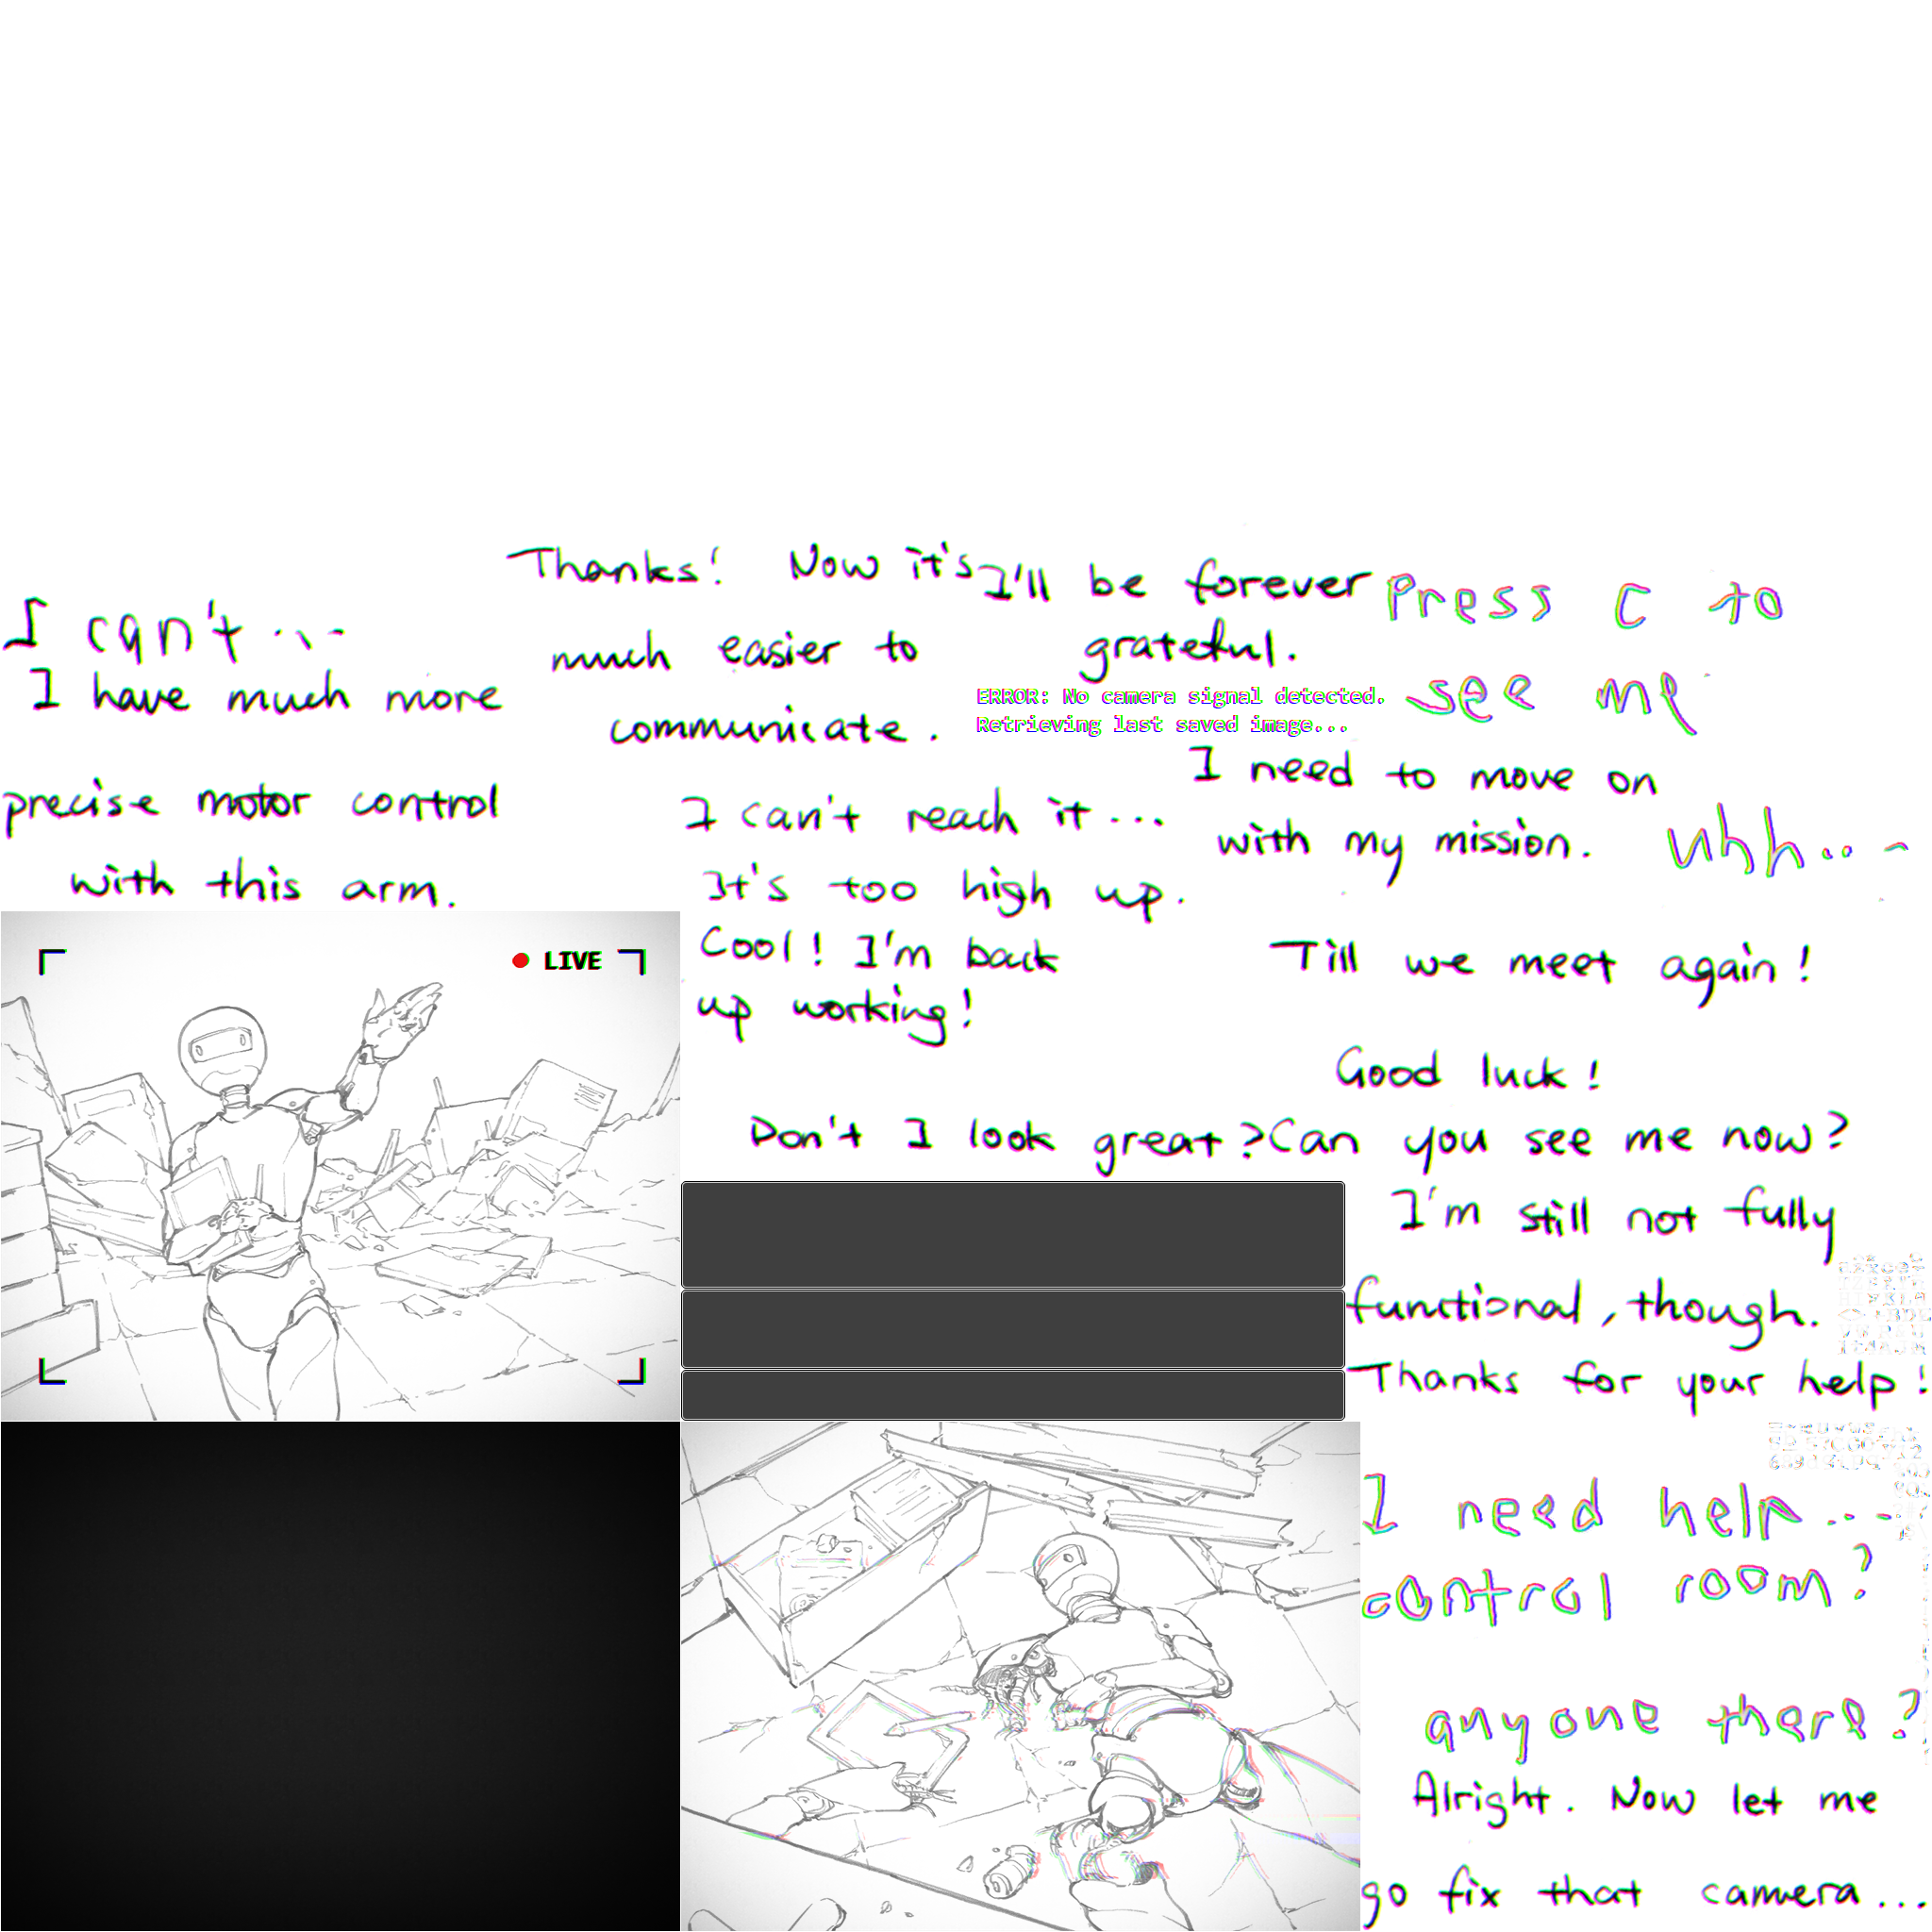 Thanks! Now it's
much easier to
communicate.
I'll be forever
grateful.
Press C to
see me
I can't...
I have much more
precise motor control
with this arm.
ERROR: No camera signal detected.
Retrieving last saved image...
I can't reach it...
It's too high up.
I need to move on
with my mission.
Uhh...
Cool! I'm back
up working!
Till we meet again!
LIVE
Good luck!
Don't I look great?
Can you see me now?
I'm still not fully
functional, though.
Thanks for your help!
I need help...
control room?
anyone there?
Alright. Now let me
go fix that camera...